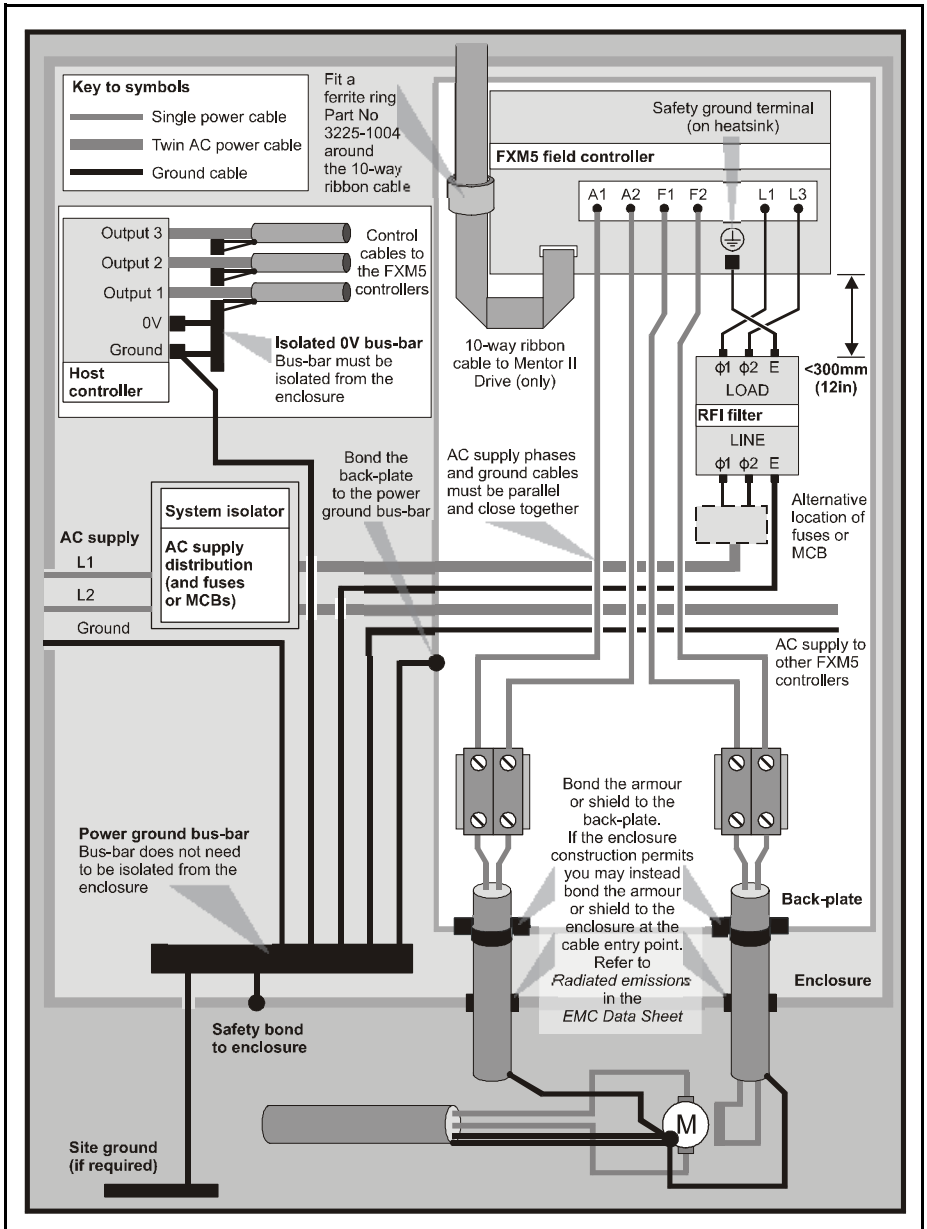 Key to symbols
Single power cable
Twin AC power cable
Ground cable
Fit a
ferrite ring
Part No
3225-1004
around
the 10-way
ribbon cable
Safety ground terminal
(on heatsink)
FXM5 field controller
A1 A2 F1 F2 L1 L3
Output 3
Output 2
Output 1
0V
Ground
Host
controller
Control
cables to
the FXM5
controllers
Isolated 0V bus-bar
Bus-bar must be
isolated from the
enclosure
10-way ribbon
cable to Mentor II
Drive (only)
ϕ1 ϕ2 E
LOAD
RFI filter
LINE
ϕ1 ϕ2 E
<300mm
(12in)
Bond the
back-plate
to the power
ground bus-bar
AC supply phases
and ground cables
must be parallel
and close together
Alternative
location of
fuses or
MCB
System isolator
AC supply
distribution
(and fuses
or MCBs)
AC supply
L1
L2
Ground
AC supply to
other FXM5
controllers
Power ground bus-bar
Bus-bar does not need
to be isolated from the
enclosure
Bond the armour
or shield to the
back-plate.
If the enclosure
construction permits
you may instead
bond the armour
or shield to the
enclosure at the
cable entry point.
Refer to
Radiated emissions
in the
EMC Data Sheet
Back-plate
Enclosure
Safety bond
to enclosure
M
Site ground
(if required)